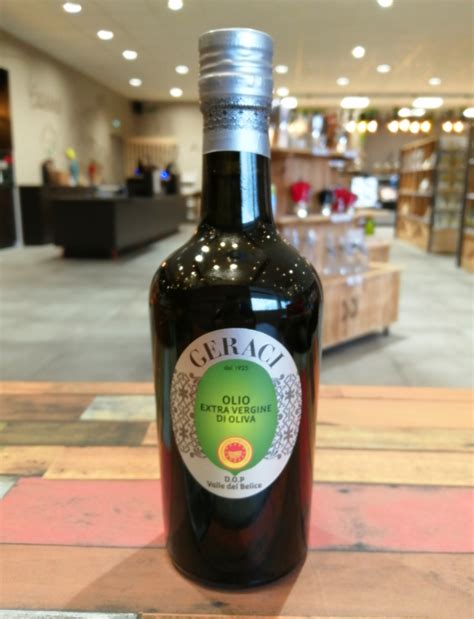 GERACI
dal 1925
OLIO
EXTRA VERGINE
DI OLIVA
D.O.P
Valle del Belice